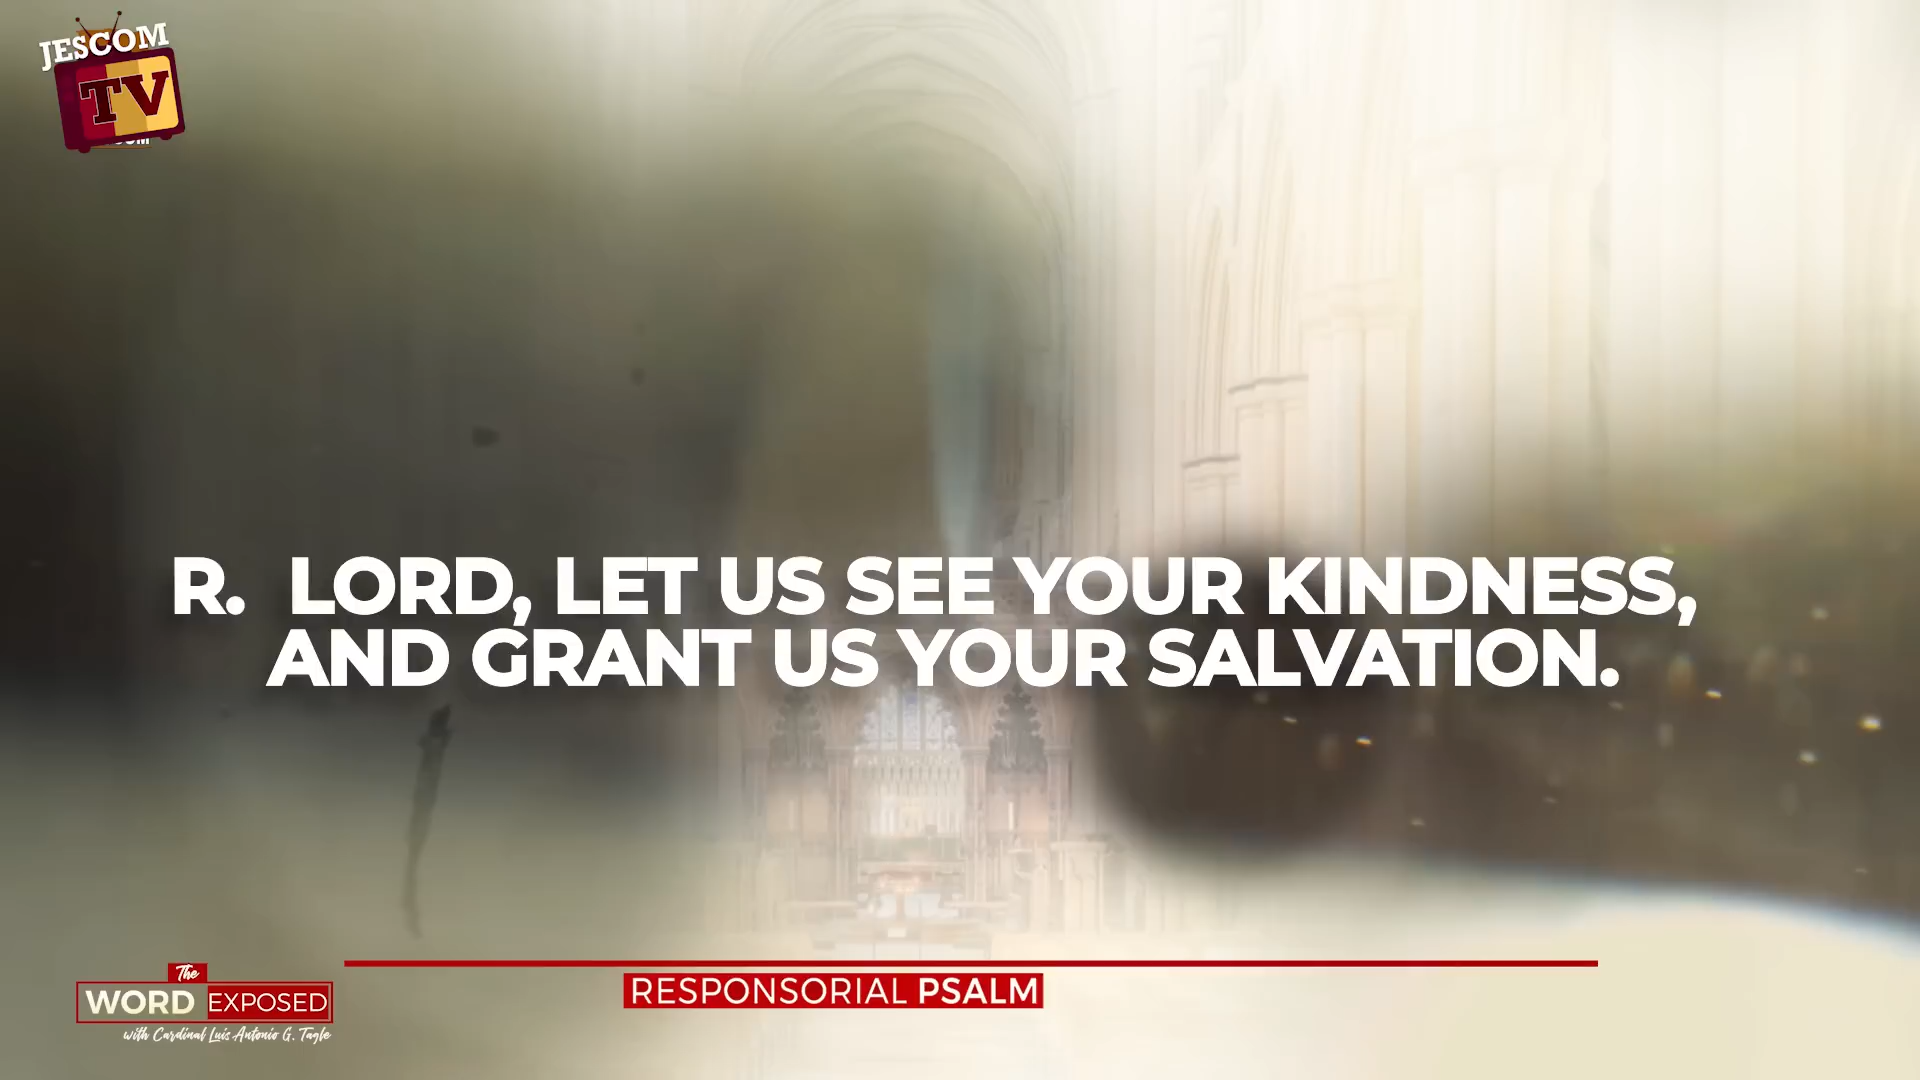 JESCOM
TV
R. LORD, LET US SEE YOUR KINDNESS,
AND GRANT US YOUR SALVATION.
The
WORD EXPOSED
with Cardinal Luis Antonio G. Tagle
RESPONSORIAL PSALM